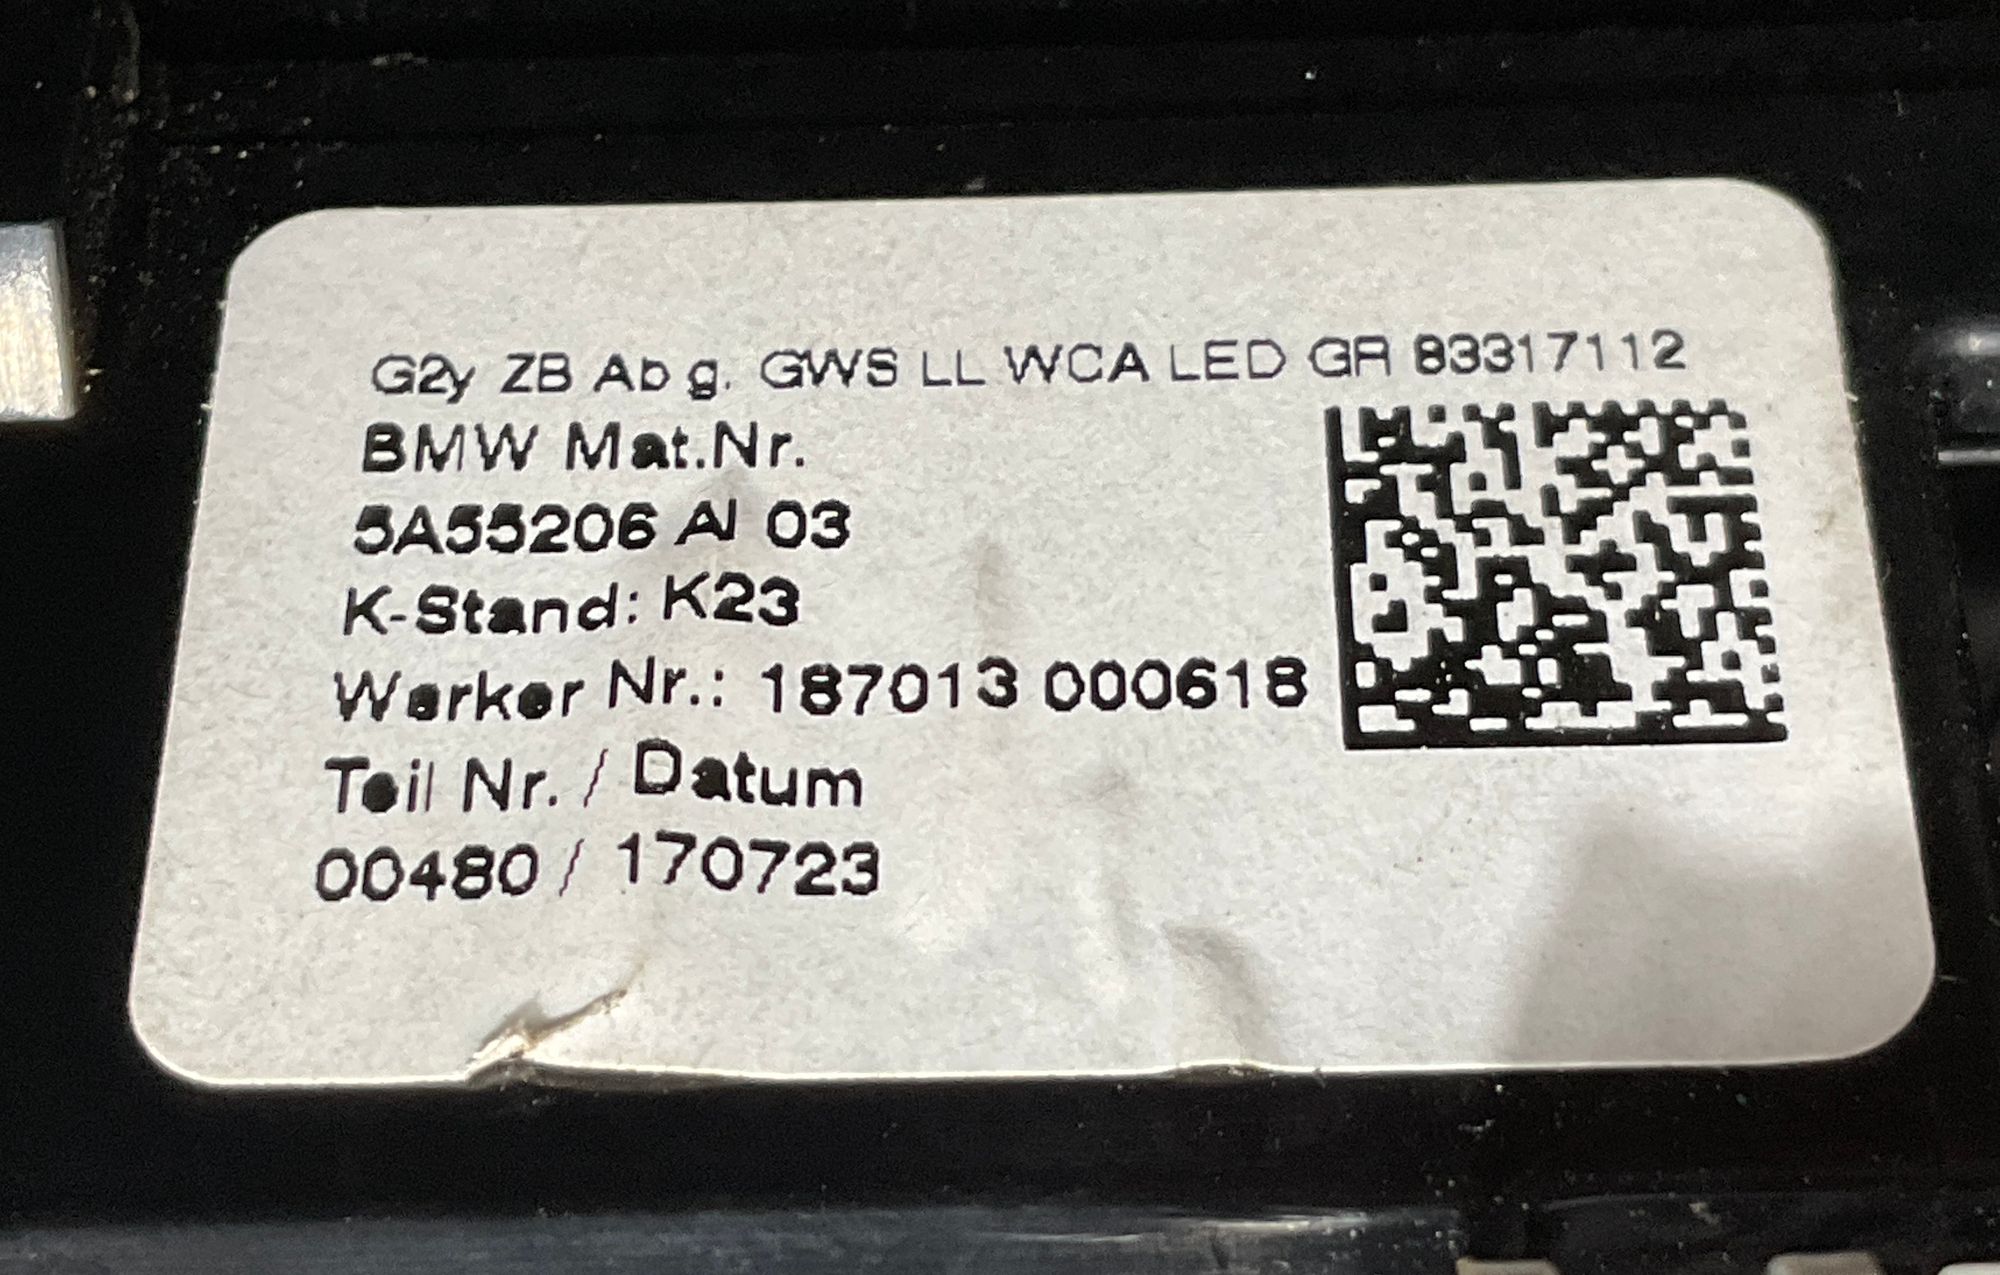 G2y ZB Abg. GWS LL WCA LED GR 83317112
BMW Mat.Nr.
5A55206 AI 03
K-Stand: K23
Werker Nr.: 187013 000618
Teil Nr. / Datum
00480 / 170723